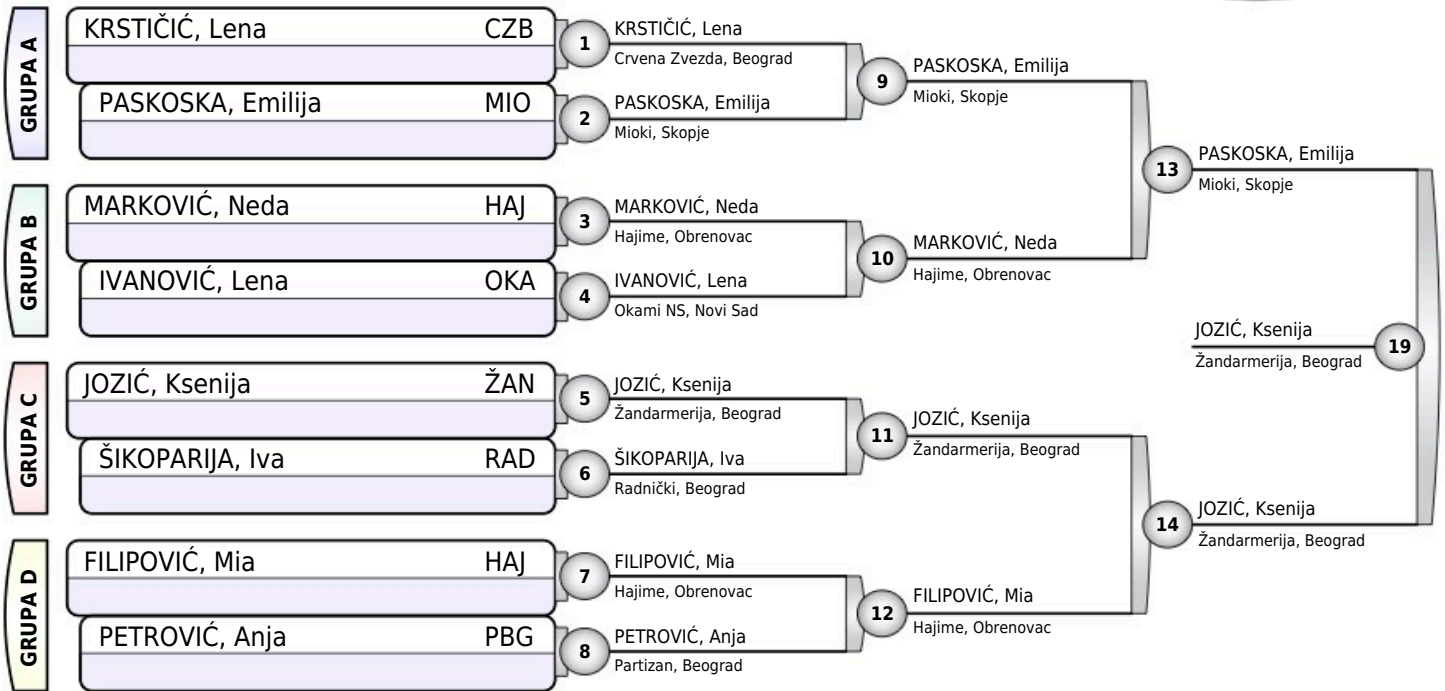 GRUPA A
KRSTIČIĆ, Lena CZB
PASKOSKA, Emilija MIO
GRUPA B
MARKOVIĆ, Neda HAJ
IVANOVIĆ, Lena OKA
GRUPA C
JOZIĆ, Ksenija ŽAN
ŠIKOPARIJA, Iva RAD
GRUPA D
FILIPOVIĆ, Mia HAJ
PETROVIĆ, Anja PBG
1
KRSTIČIĆ, Lena
Crvena Zvezda, Beograd
2
PASKOSKA, Emilija
Mioki, Skopje
3
MARKOVIĆ, Neda
Hajime, Obrenovac
4
IVANOVIĆ, Lena
Okami NS, Novi Sad
5
JOZIĆ, Ksenija
Žandarmerija, Beograd
6
ŠIKOPARIJA, Iva
Radnički, Beograd
7
FILIPOVIĆ, Mia
Hajime, Obrenovac
8
PETROVIĆ, Anja
Partizan, Beograd
9
PASKOSKA, Emilija
Mioki, Skopje
10
MARKOVIĆ, Neda
Hajime, Obrenovac
11
JOZIĆ, Ksenija
Žandarmerija, Beograd
12
FILIPOVIĆ, Mia
Hajime, Obrenovac
13
PASKOSKA, Emilija
Mioki, Skopje
14
JOZIĆ, Ksenija
Žandarmerija, Beograd
JOZIĆ, Ksenija
Žandarmerija, Beograd
19